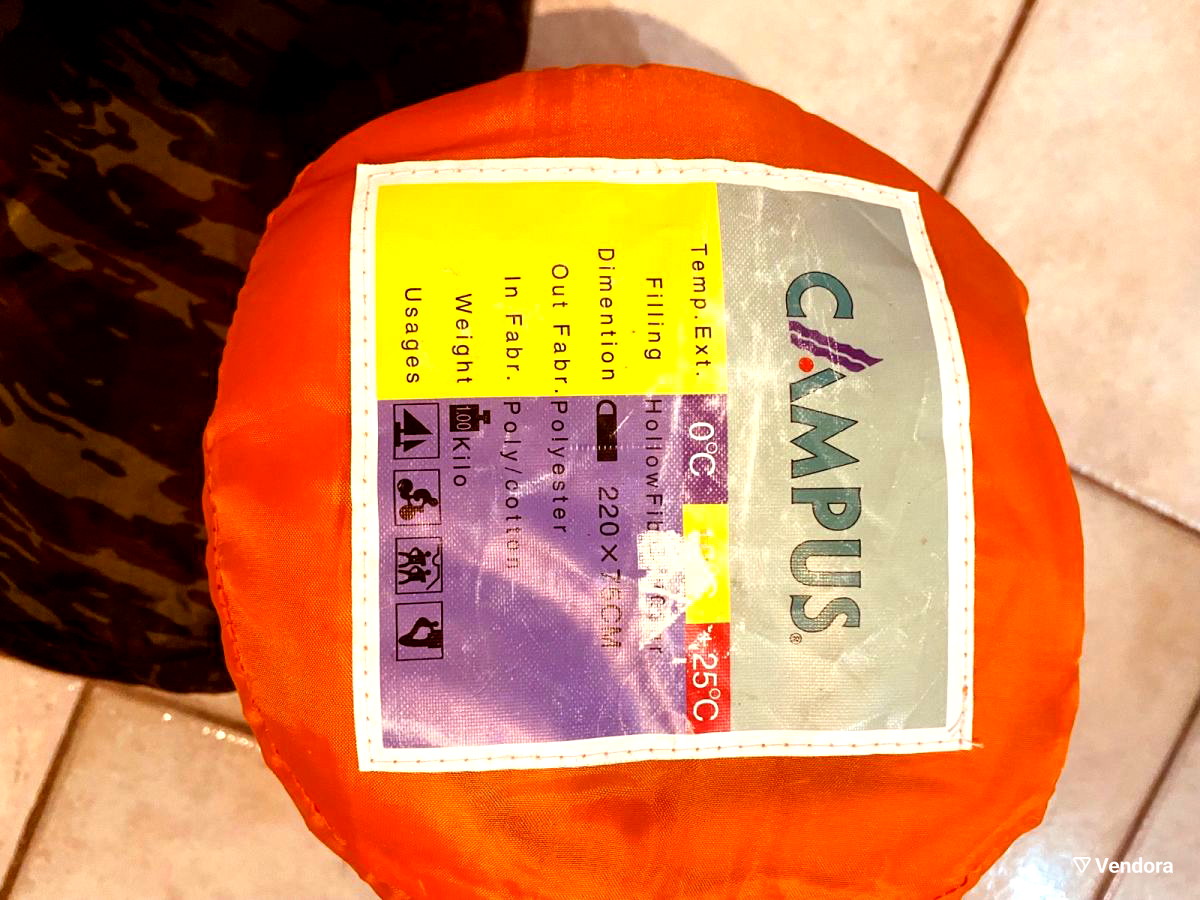 CAMPUS®
Temp.Ext. 0°C +25°C
Filling
Dimention 220×75CM
Out Fabr. Polyester
In Fabr. Poly/cotton
Weight 1.00 Kilo
Usages
Vendora